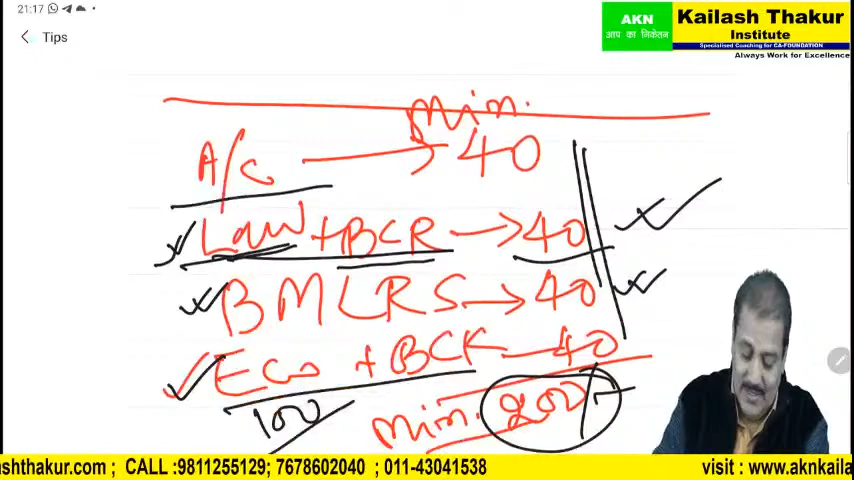 21:17
Tips
AKN
आप का निकेतन
Kailash Thakur
Institute
Specialised Coaching for CA-FOUNDATION
Always Work for Excellence
min.
A/C → 40
Law + BCR → 40
BMLRS → 40
Eco + BCK — 40
100
min. 200/-
ashthakur.com ; CALL :9811255129; 7678602040 ; 011-43041538
visit : www.aknkaila